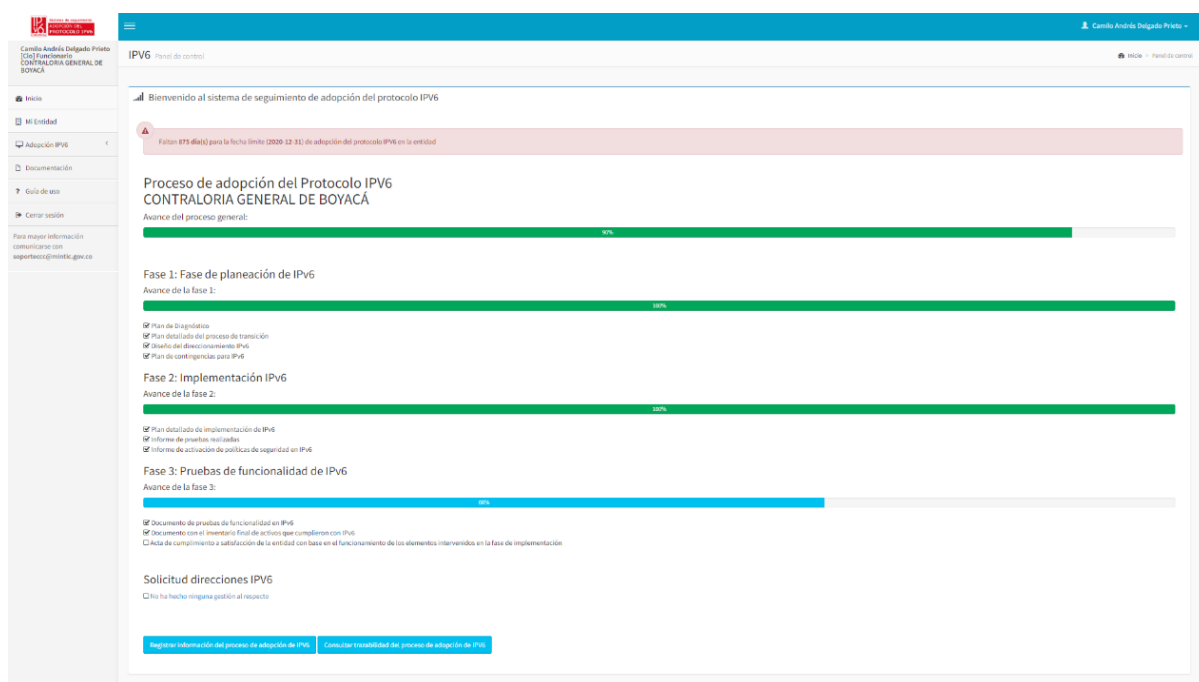 Sistema de seguimiento
ADOPCIÓN DEL
PROTOCOLO IPV6
Camilo Andrés Delgado Prieto
Camilo Andrés Delgado Prieto
[Cio] Funcionario
CONTRALORIA GENERAL DE
BOYACÁ
IPV6 Panel de control
Inicio > Panel de control
Inicio
Mi Entidad
Adopción IPV6
Documentación
Guía de uso
Cerrar sesión
Para mayor información
comunicarse con
soporteccc@mintic.gov.co
Bienvenido al sistema de seguimiento de adopción del protocolo IPV6
Faltan 873 día(s) para la fecha límite (2020-12-31) de adopción del protocolo IPV6 en la entidad
Proceso de adopción del Protocolo IPV6
CONTRALORIA GENERAL DE BOYACÁ
Avance del proceso general:
90%
Fase 1: Fase de planeación de IPv6
Avance de la fase 1:
100%
Plan de Diagnóstico
Plan detallado del proceso de transición
Diseño del direccionamiento IPv6
Plan de contingencias para IPv6
Fase 2: Implementación IPv6
Avance de la fase 2:
100%
Plan detallado de implementación de IPv6
Informe de pruebas realizadas
Informe de activación de políticas de seguridad en IPv6
Fase 3: Pruebas de funcionalidad de IPv6
Avance de la fase 3:
Documento de pruebas de funcionalidad en IPv6
Documento con el inventario final de activos que cumplieron con IPv6
Acta de cumplimiento a satisfacción de la entidad con base en el funcionamiento de los elementos intervenidos en la fase de implementación
Solicitud direcciones IPV6
No ha hecho ninguna gestión al respecto
Registrar información del proceso de adopción de IPV6
Consultar trazabilidad del proceso de adopción de IPV6